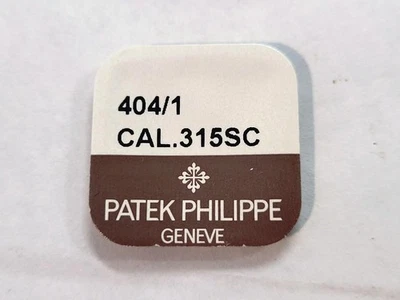 404/1
CAL.315SC
PATEK PHILIPPE
GENEVE